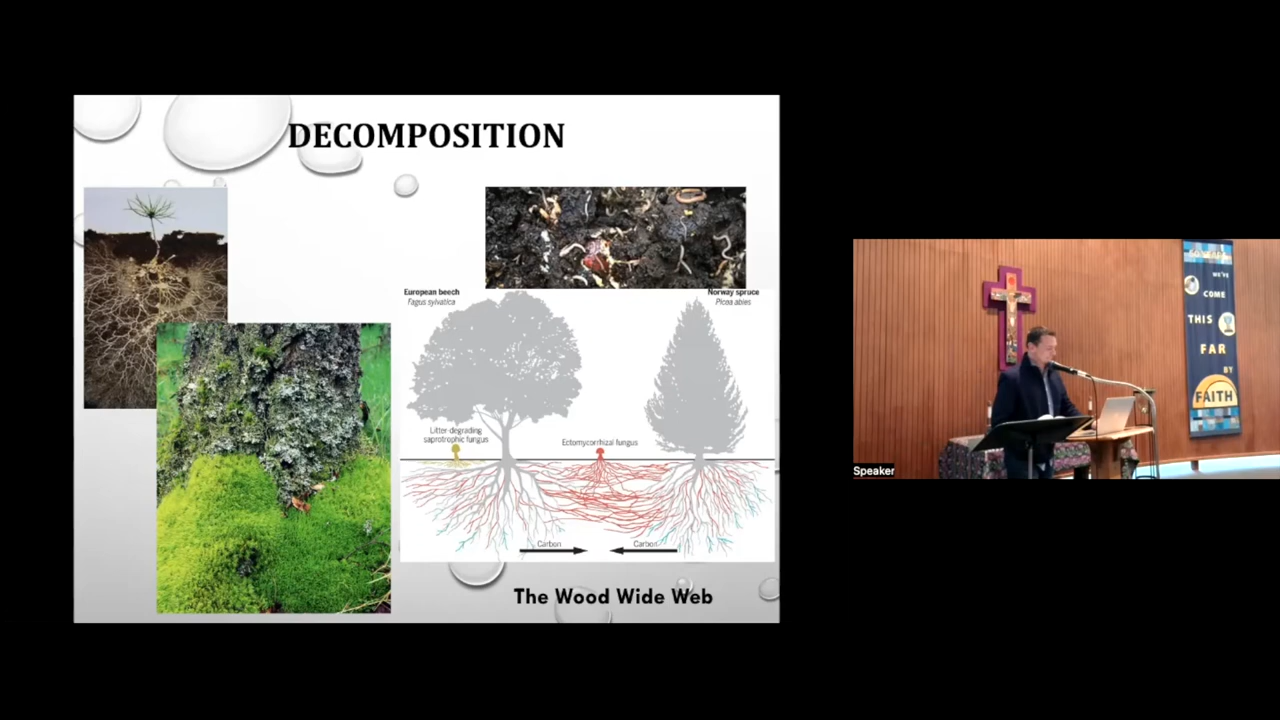 DECOMPOSITION
European beech
Fagus sylvatica
Norway spruce
Picea abies
Litter-degrading
saprotrophic fungus
Ectomycorrhizal fungus
Carbon
Carbon
The Wood Wide Web
WE'VE
COME
THIS
FAR
BY
FAITH
Speaker